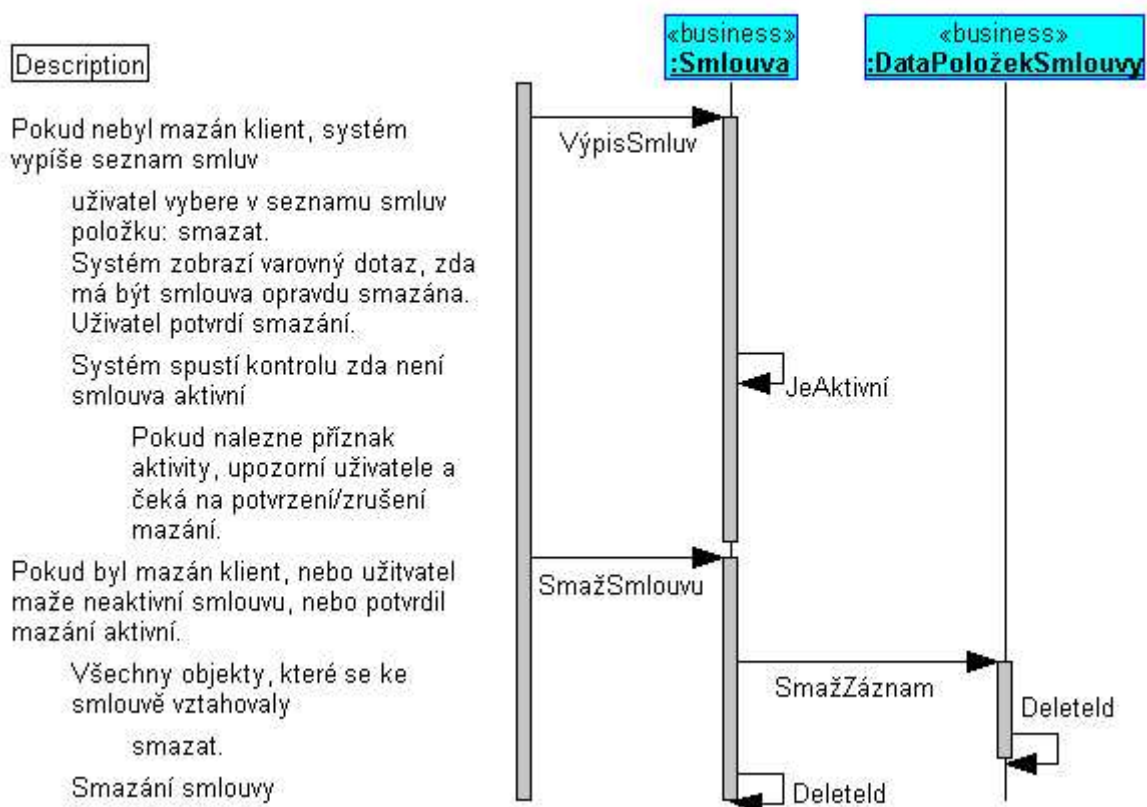 «business»
:Smlouva
«business»
:DataPoložekSmlouvy
Description
Pokud nebyl mazán klient, systém
vypíše seznam smluv
VýpisSmluv
uživatel vybere v seznamu smluv
položku: smazat.
Systém zobrazí varovný dotaz, zda
má být smlouva opravdu smazána.
Uživatel potvrdí smazání.
Systém spustí kontrolu zda není
smlouva aktivní
JeAktivní
Pokud nalezne příznak
aktivity, upozorní uživatele a
čeká na potvrzení/zrušení
mazání.
Pokud byl mazán klient, nebo užitvatel
maže neaktivní smlouvu, nebo potvrdil
mazání aktivní.
SmažSmlouvu
Všechny objekty, které se ke
smlouvě vztahovaly
smazat.
SmažZáznam
DeleteId
Smazání smlouvy
DeleteId